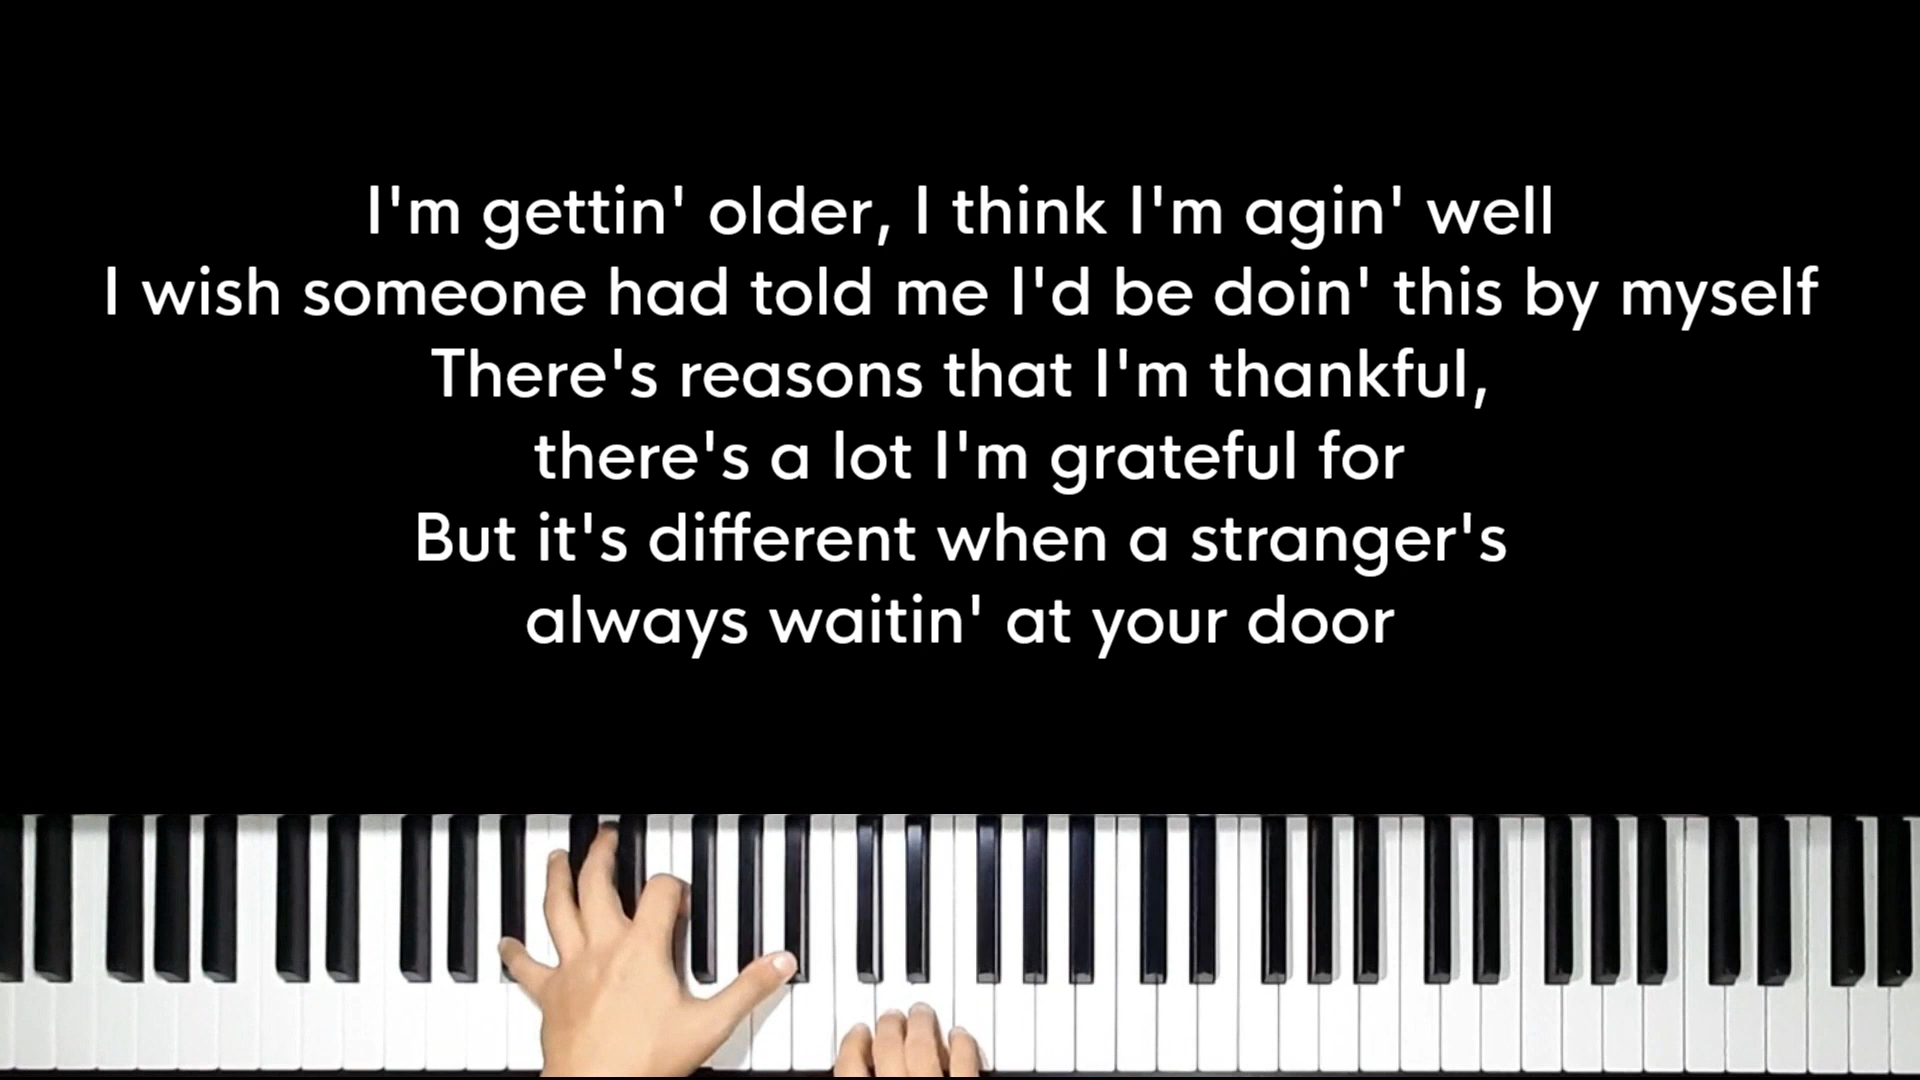 I'm gettin' older, I think I'm agin' well
I wish someone had told me I'd be doin' this by myself
There's reasons that I'm thankful,
there's a lot I'm grateful for
But it's different when a stranger's
always waitin' at your door